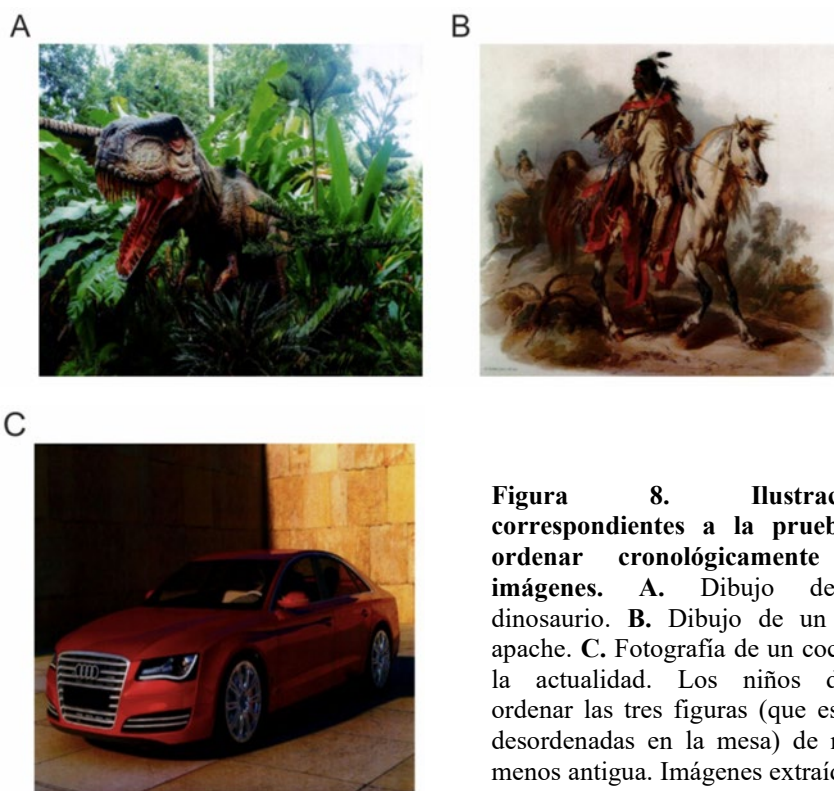 A
B
C
Figura 8. Ilustrac
correspondientes a la prueb
ordenar cronológicamente
imágenes. A. Dibujo de
dinosaurio. B. Dibujo de un
apache. C. Fotografía de un coc
la actualidad. Los niños d
ordenar las tres figuras (que es
desordenadas en la mesa) de
menos antigua. Imágenes extraíd